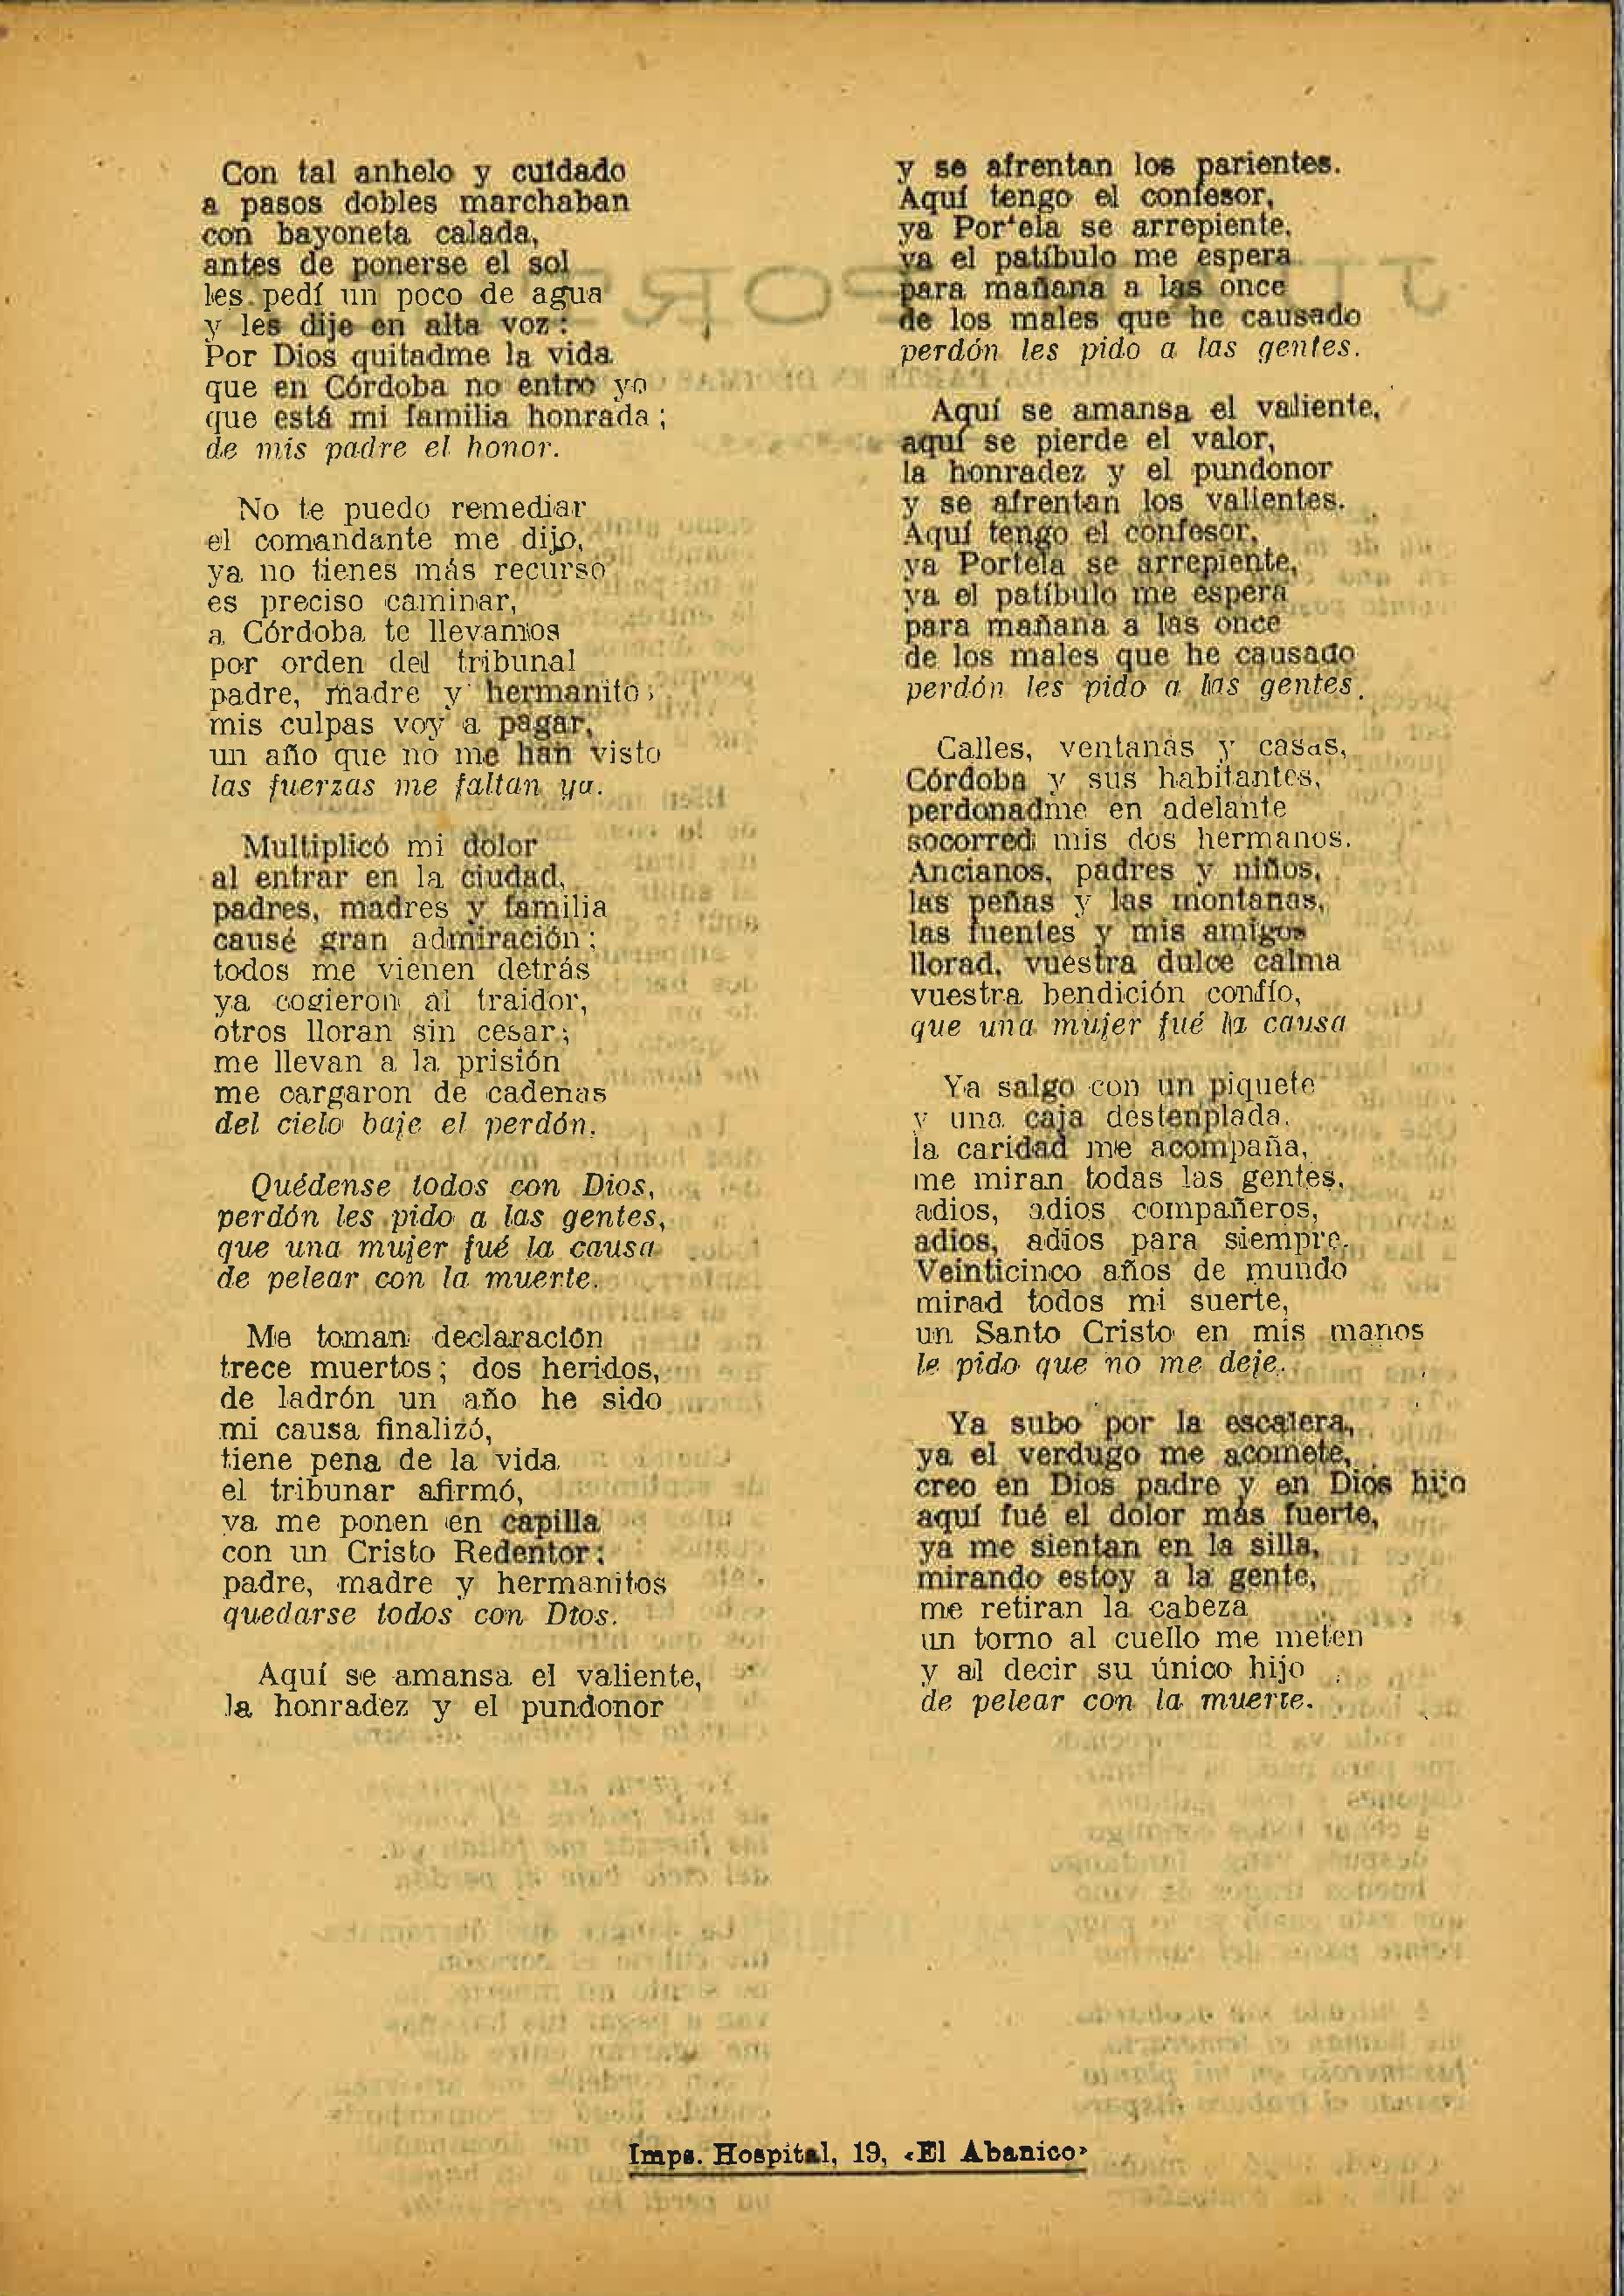 Con tal anhelo y cuidado
a pasos dobles marchaban
con bayoneta calada,
antes de ponerse el sol
les pedí un poco de agua
y les dije en alta voz:
Por Dios quitadme la vida
que en Córdoba no entro yo
que está mi familia honrada;
de mis padre el honor.

No te puedo remediar
el comandante me dijo,
ya no tienes más recurso
es preciso caminar,
a Córdoba te llevamos
por orden del tribunal
padre, madre y hermanito,
mis culpas voy a pagar,
un año que no me han visto
las fuerzas me faltan ya.

Multiplicó mi dolor
al entrar en la ciudad,
padres, madres y familia
causé gran admiración;
todos me vienen detrás
ya cogieron al traidor,
otros lloran sin cesar;
me llevan a la prisión
me cargaron de cadenas
del cielo baje el perdón.

Quédense todos con Dios,
perdón les pido a las gentes,
que una mujer fué la causa
de pelear con la muerte.

Me toman declaración
trece muertos; dos heridos,
de ladrón un año he sido
mi causa finalizó,
tiene pena de la vida
el tribunar afirmó,
va me ponen en capilla
con un Cristo Redentor;
padre, madre y hermanitos
quedarse todos con Dios.

Aquí se amansa el valiente,
la honradez y el pundonor
y se afrentan los parientes.
Aquí tengo el confesor,
ya Por'ela se arrepiente,
ya el patíbulo me espera
para mañana a las once
de los males que he causado
perdón les pido a las gentes.

Aquí se amansa el valiente,
aquí se pierde el valor,
la honradez y el pundonor
y se afrentan los valientes.
Aquí tengo el confesor,
ya Portela se arrepiente,
ya el patíbulo me espera
para mañana a las once
de los males que he causado
perdón les pido a las gentes.

Calles, ventanas y casas,
Córdoba y sus habitantes,
perdonadme en adelante
socorred mis dos hermanos.
Ancianos, padres y niños,
las peñas y las montanas,
las fuentes y mis amigos
llorad, vuestra dulce calma
vuestra bendición confío,
que una mujer fué la causa

Ya salgo con un piquete
y una caja destenplada,
la caridad me acompaña,
me miran todas las gentes,
adios, adios compañeros,
adios, adios para siempre.
Veinticinco años de mundo
mirad todos mi suerte,
un Santo Cristo en mis manos
le pido que no me deje.

Ya subo por la escalera,
ya el verdugo me acomete,
creo en Dios padre y en Dios hijo
aquí fué el dolor más fuerte,
ya me sientan en la silla,
mirando estoy a la gente,
me retiran la cabeza
un torno al cuello me meten
y al decir su único hijo
de pelear con la muerte.

Imps. Hospital, 19, «El Abanico»